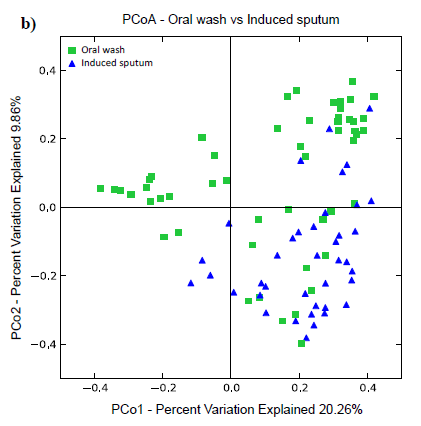 b)
PCoA - Oral wash vs Induced sputum
Oral wash
Induced sputum
PCo2 - Percent Variation Explained 9.86%
0.4
0.2
0.0
−0.2
−0.4
−0.4 −0.2 0.0 0.2 0.4
PCo1 - Percent Variation Explained 20.26%